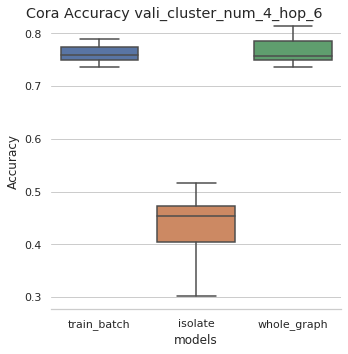 Cora Accuracy vali_cluster_num_4_hop_6
0.8
0.7
0.6
0.5
0.4
0.3
Accuracy
train_batch isolate whole_graph
models